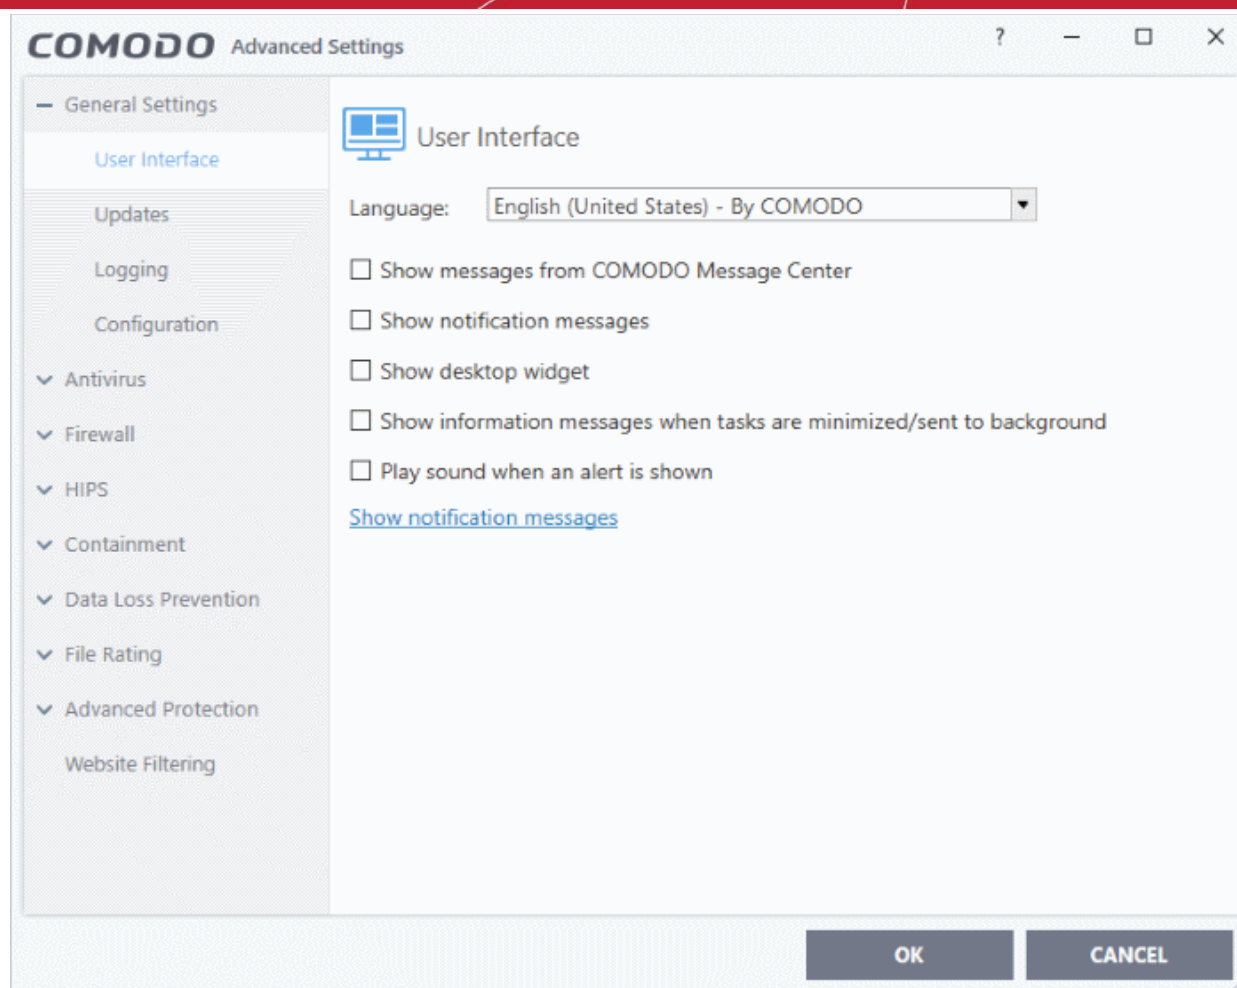 COMODO Advanced Settings ?
General Settings
User Interface
Updates
Logging
Configuration
Antivirus
Firewall
HIPS
Containment
Data Loss Prevention
File Rating
Advanced Protection
Website Filtering
User Interface
Language: English (United States) - By COMODO
Show messages from COMODO Message Center
Show notification messages
Show desktop widget
Show information messages when tasks are minimized/sent to background
Play sound when an alert is shown
Show notification messages
OK CANCEL